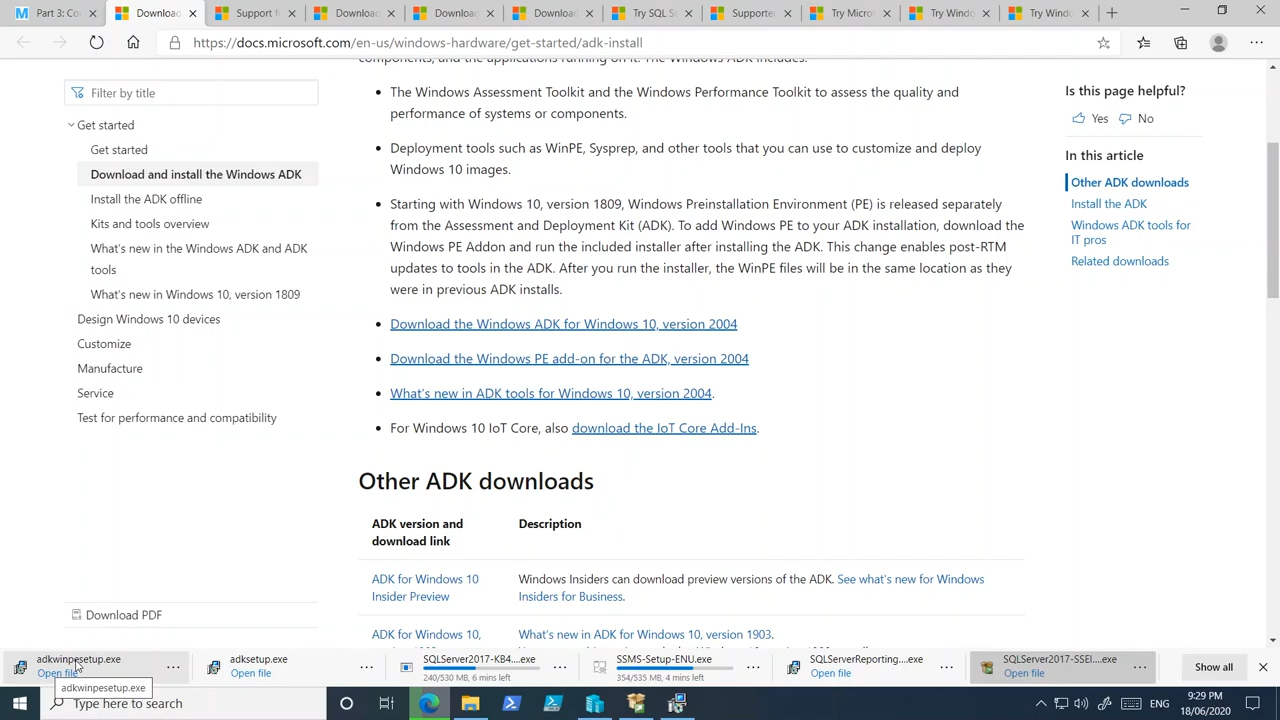 Part 3: Co
Download
Support f
Download
Download
Download
Try SQL Se
Supported
Try Micros
Try Windo
Try Windo
https://docs.microsoft.com/en-us/windows-hardware/get-started/adk-install
components, and the applications running on it. The Windows ADK includes:
Filter by title
Get started
Get started
Download and install the Windows ADK
Install the ADK offline
Kits and tools overview
What's new in the Windows ADK and ADK
tools
What's new in Windows 10, version 1809
Design Windows 10 devices
Customize
Manufacture
Service
Test for performance and compatibility
Download PDF
• The Windows Assessment Toolkit and the Windows Performance Toolkit to assess the quality and
performance of systems or components.
• Deployment tools such as WinPE, Sysprep, and other tools that you can use to customize and deploy
Windows 10 images.
• Starting with Windows 10, version 1809, Windows Preinstallation Environment (PE) is released separately
from the Assessment and Deployment Kit (ADK). To add Windows PE to your ADK installation, download the
Windows PE Addon and run the included installer after installing the ADK. This change enables post-RTM
updates to tools in the ADK. After you run the installer, the WinPE files will be in the same location as they
were in previous ADK installs.
• Download the Windows ADK for Windows 10, version 2004
• Download the Windows PE add-on for the ADK, version 2004
• What's new in ADK tools for Windows 10, version 2004.
• For Windows 10 IoT Core, also download the IoT Core Add-Ins.
Other ADK downloads
ADK version and
download link
Description
ADK for Windows 10
Insider Preview
Windows Insiders can download preview versions of the ADK. See what's new for Windows
Insiders for Business.
ADK for Windows 10,
What's new in ADK for Windows 10, version 1903.
Is this page helpful?
Yes
No
In this article
Other ADK downloads
Install the ADK
Windows ADK tools for
IT pros
Related downloads
adkwinpesetup.exe
Open file
adksetup.exe
Open file
SQLServer2017-KB4....exe
240/530 MB, 6 mins left
SSMS-Setup-ENU.exe
354/535 MB, 4 mins left
SQLServerReporting....exe
Open file
SQLServer2017-SSEI....exe
Open file
Show all
adkwinpesetup.exe
Type here to search
ENG
9:29 PM
18/06/2020